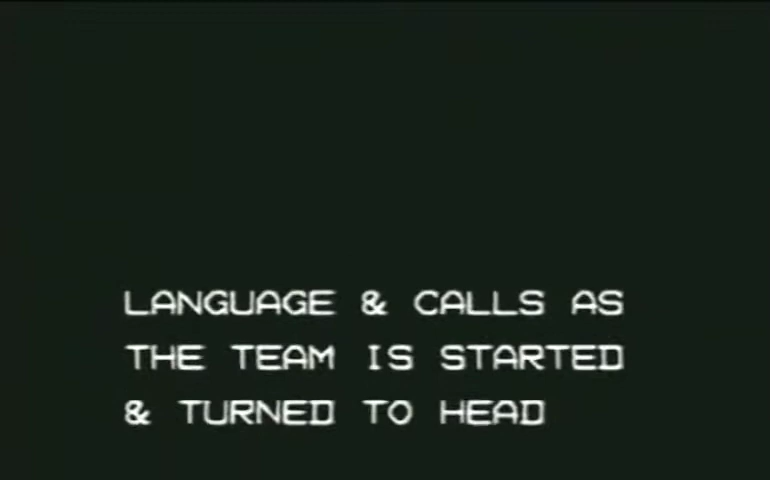 LANGUAGE & CALLS AS
THE TEAM IS STARTED
& TURNED TO HEAD